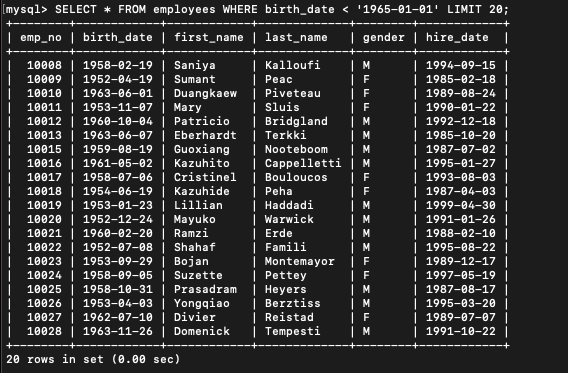 mysql> SELECT * FROM employees WHERE birth_date < '1965-01-01' LIMIT 20;
+--------+------------+------------+--------------+--------+------------+
| emp_no | birth_date | first_name | last_name    | gender | hire_date  |
+--------+------------+------------+--------------+--------+------------+
|  10008 | 1958-02-19 | Saniya     | Kalloufi     | M      | 1994-09-15 |
|  10009 | 1952-04-19 | Sumant     | Peac         | F      | 1985-02-18 |
|  10010 | 1963-06-01 | Duangkaew  | Piveteau     | F      | 1989-08-24 |
|  10011 | 1953-11-07 | Mary       | Sluis        | F      | 1990-01-22 |
|  10012 | 1960-10-04 | Patricio   | Bridgland    | M      | 1992-12-18 |
|  10013 | 1963-06-07 | Eberhardt  | Terkki       | M      | 1985-10-20 |
|  10015 | 1959-08-19 | Guoxiang   | Nooteboom    | M      | 1987-07-02 |
|  10016 | 1961-05-02 | Kazuhito   | Cappelletti  | M      | 1995-01-27 |
|  10017 | 1958-07-06 | Cristinel  | Bouloucos    | F      | 1993-08-03 |
|  10018 | 1954-06-19 | Kazuhide   | Peha         | F      | 1987-04-03 |
|  10019 | 1953-01-23 | Lillian    | Haddadi      | M      | 1999-04-30 |
|  10020 | 1952-12-24 | Mayuko     | Warwick      | M      | 1991-01-26 |
|  10021 | 1960-02-20 | Ramzi      | Erde         | M      | 1988-02-10 |
|  10022 | 1952-07-08 | Shahaf     | Famili       | M      | 1995-08-22 |
|  10023 | 1953-09-29 | Bojan      | Montemayor   | F      | 1989-12-17 |
|  10024 | 1958-09-05 | Suzette    | Pettey       | F      | 1997-05-19 |
|  10025 | 1958-10-31 | Prasadram  | Heyers       | M      | 1987-08-17 |
|  10026 | 1953-04-03 | Yongqiao   | Berztiss     | M      | 1995-03-20 |
|  10027 | 1962-07-10 | Divier     | Reistad      | F      | 1989-07-07 |
|  10028 | 1963-11-26 | Domenick   | Tempesti     | M      | 1991-10-22 |
+--------+------------+------------+--------------+--------+------------+
20 rows in set (0.00 sec)